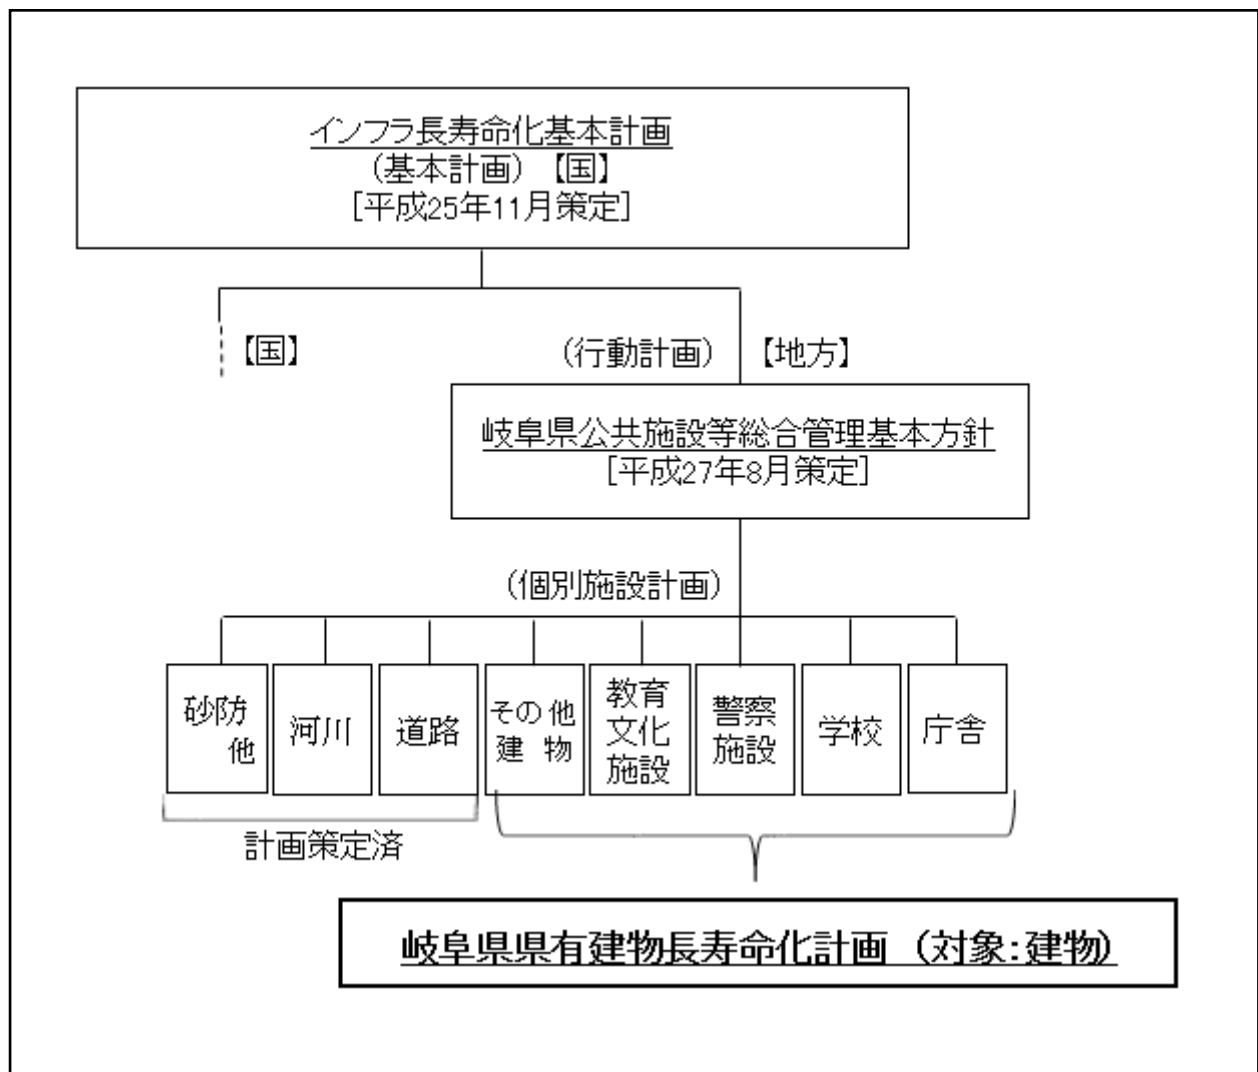 インフラ長寿命化基本計画
(基本計画)【国】
[平成25年11月策定]
【国】
(行動計画)
【地方】
岐阜県公共施設等総合管理基本方針
[平成27年8月策定]
(個別施設計画)
砂防
他
河川
道路
その他
建 物
教育
文化
施設
警察
施設
学校
庁舎
計画策定済
岐阜県県有建物長寿命化計画 (対象:建物)